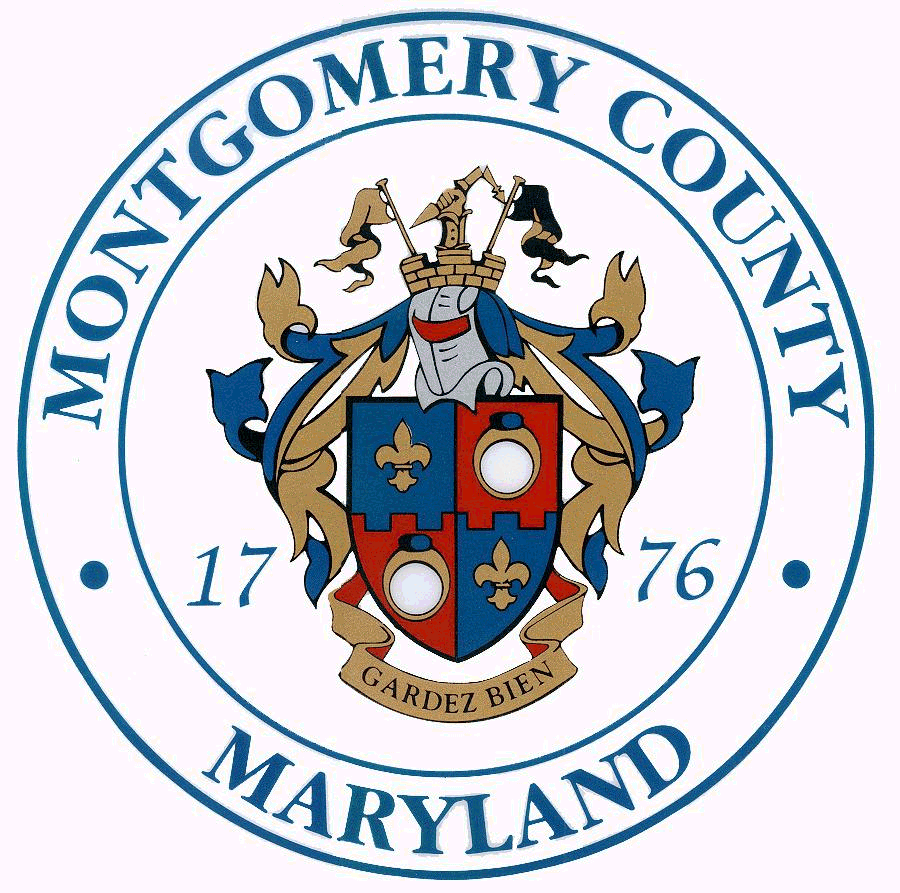 MONTGOMERY COUNTY
17 76
GARDEZ BIEN
MARYLAND